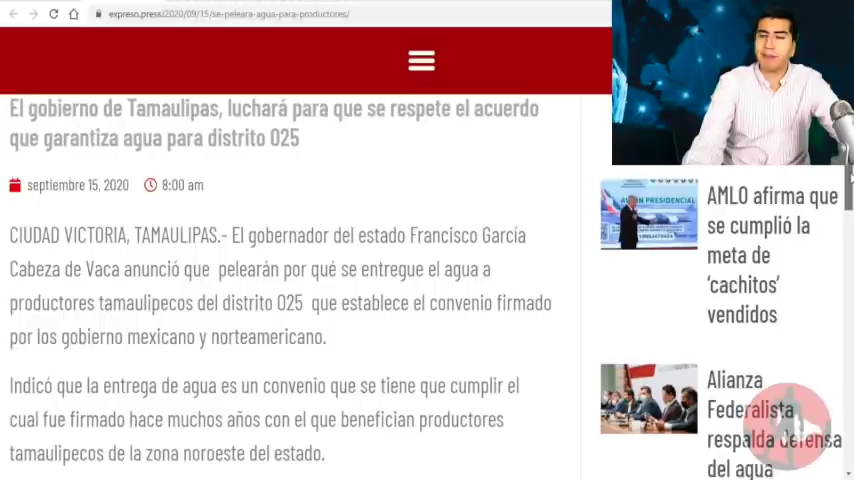 expreso.press/2020/09/15/se-peleara-agua-para-productores/
El gobierno de Tamaulipas, luchará para que se respete el acuerdo
que garantiza agua para distrito 025
septiembre 15, 2020 8:00 am
CIUDAD VICTORIA, TAMAULIPAS.- El gobernador del estado Francisco García
Cabeza de Vaca anunció que pelearán por qué se entregue el agua a
productores tamaulipecos del distrito 025 que establece el convenio firmado
por los gobierno mexicano y norteamericano.
Indicó que la entrega de agua es un convenio que se tiene que cumplir el
cual fue firmado hace muchos años con el que benefician productores
tamaulipecos de la zona noroeste del estado.
AVIÓN PRESIDENCIAL
AMLO afirma que
se cumplió la
meta de
‘cachitos’
vendidos
Alianza
Federalista
respalda defensa
del agua